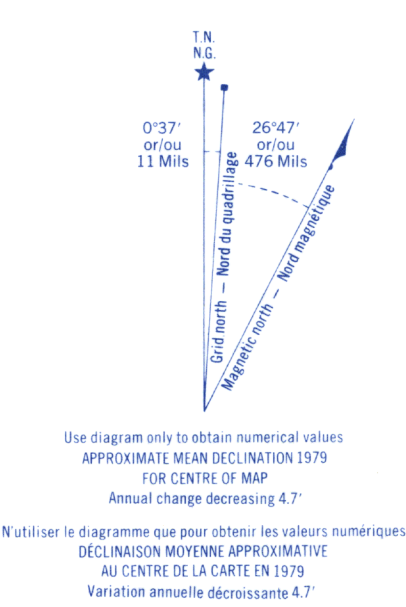 T.N.
N.G.
0°37′
or/ou
11 Mils
26°47′
or/ou
476 Mils
Grid north — Nord du quadrillage
Magnetic north — Nord magnétique
Use diagram only to obtain numerical values
APPROXIMATE MEAN DECLINATION 1979
FOR CENTRE OF MAP
Annual change decreasing 4.7′
N'utiliser le diagramme que pour obtenir les valeurs numériques
DÉCLINAISON MOYENNE APPROXIMATIVE
AU CENTRE DE LA CARTE EN 1979
Variation annuelle décroissante 4.7′